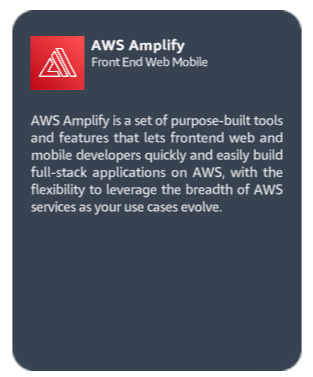 AWS Amplify
Front End Web Mobile
AWS Amplify is a set of purpose-built tools
and features that lets frontend web and
mobile developers quickly and easily build
full-stack applications on AWS, with the
flexibility to leverage the breadth of AWS
services as your use cases evolve.